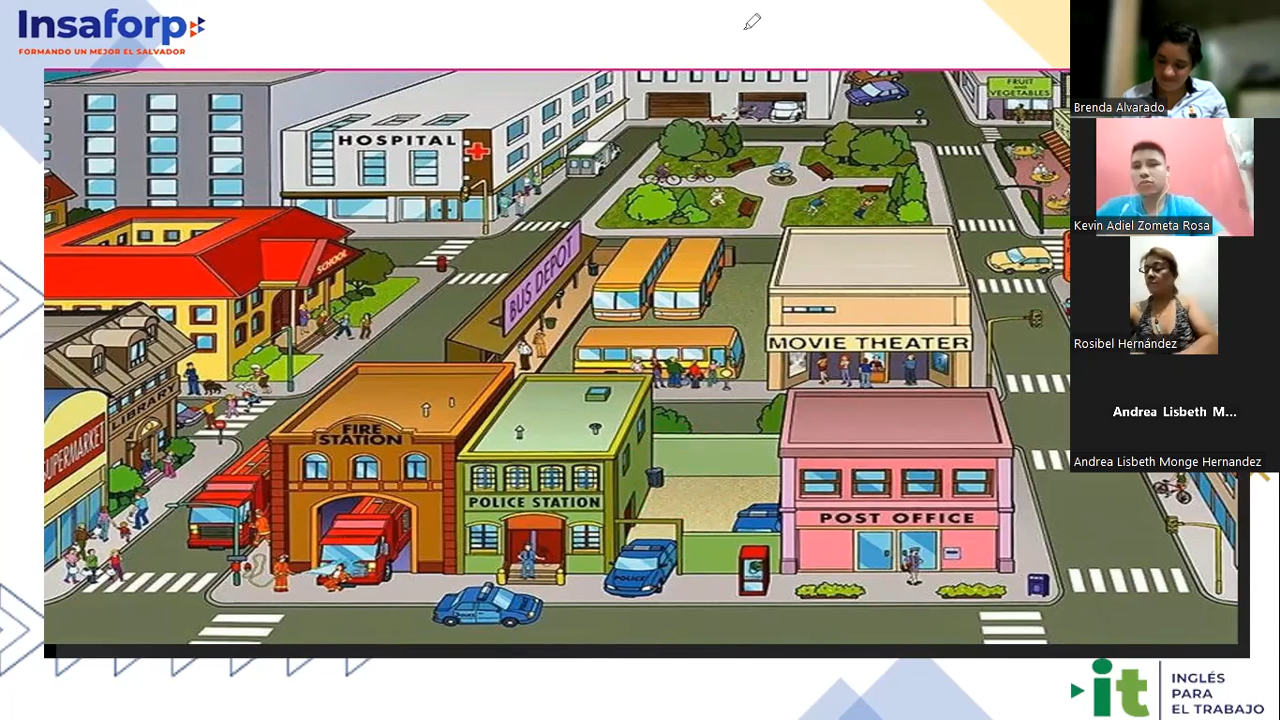 Insaforp
FORMANDO UN MEJOR EL SALVADOR
HOSPITAL
FRUIT
AND
VEGETABLES
SCHOOL
BUS DEPOT
MOVIE THEATER
LIBRARY
SUPERMARKET
FIRE
STATION
POLICE STATION
POST OFFICE
POLICE
Brenda Alvarado
Kevin Adiel Zometa Rosa
Rosibel Hernández
Andrea Lisbeth M...
Andrea Lisbeth Monge Hernandez
it
INGLÉS
PARA
EL TRABAJO